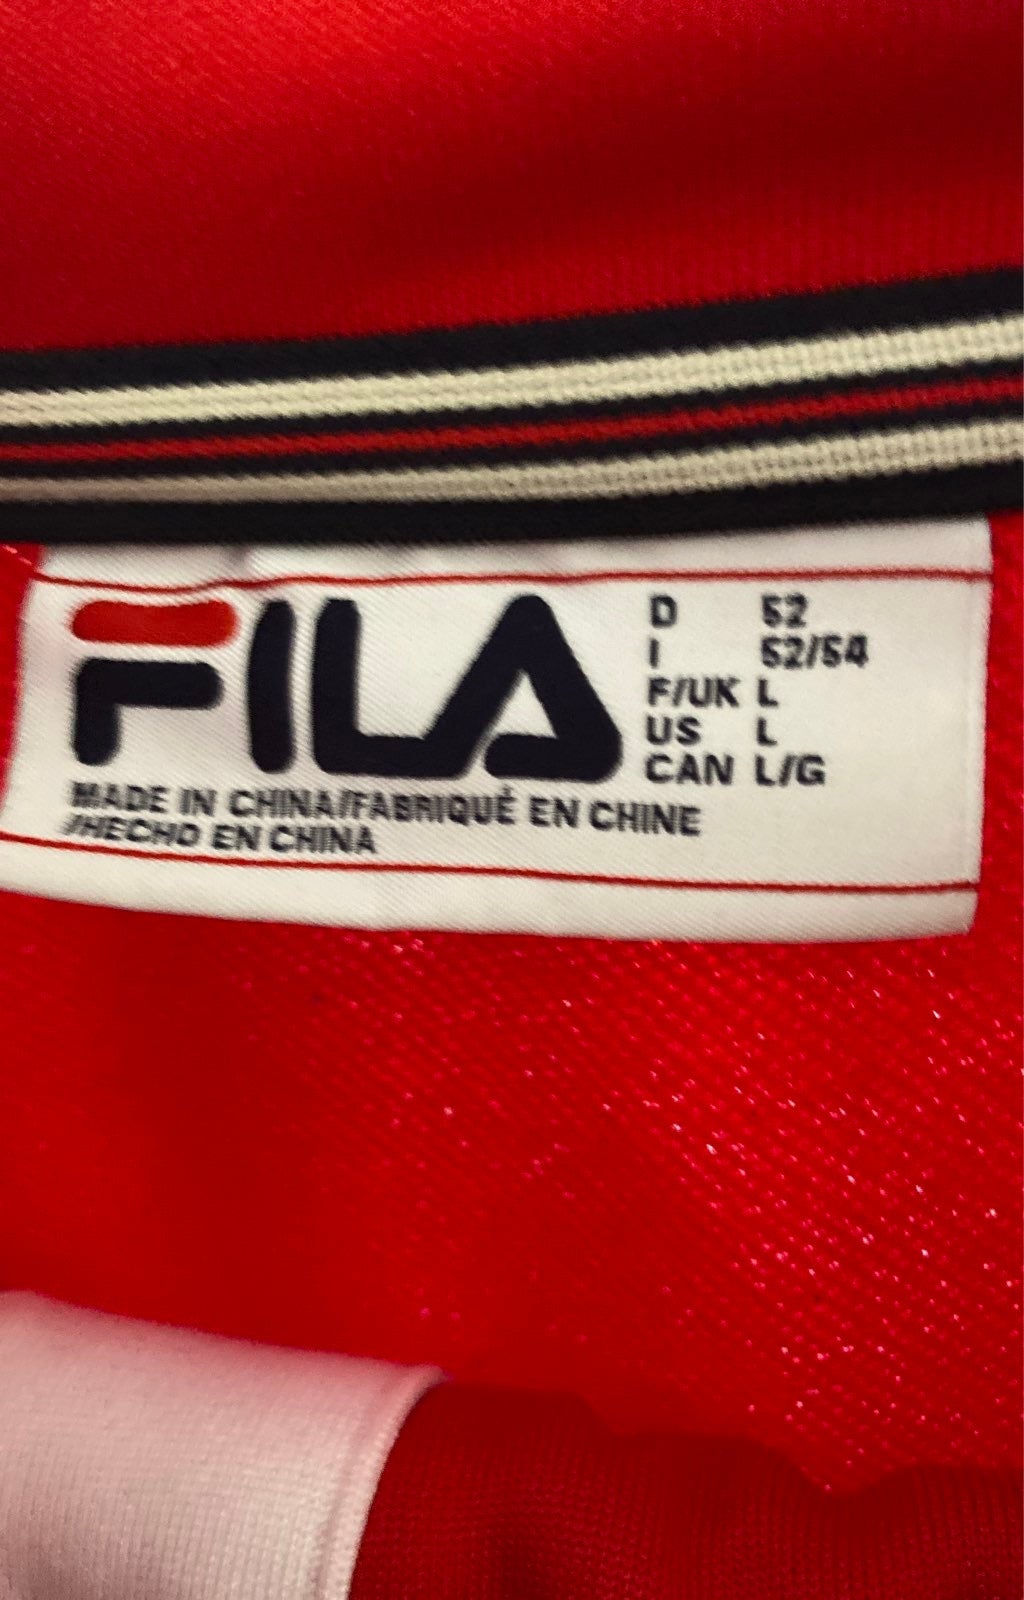 FILA
D 52
I 52/54
F/UK L
US L
CAN L/G
MADE IN CHINA/FABRIQUÉ EN CHINE
/HECHO EN CHINA